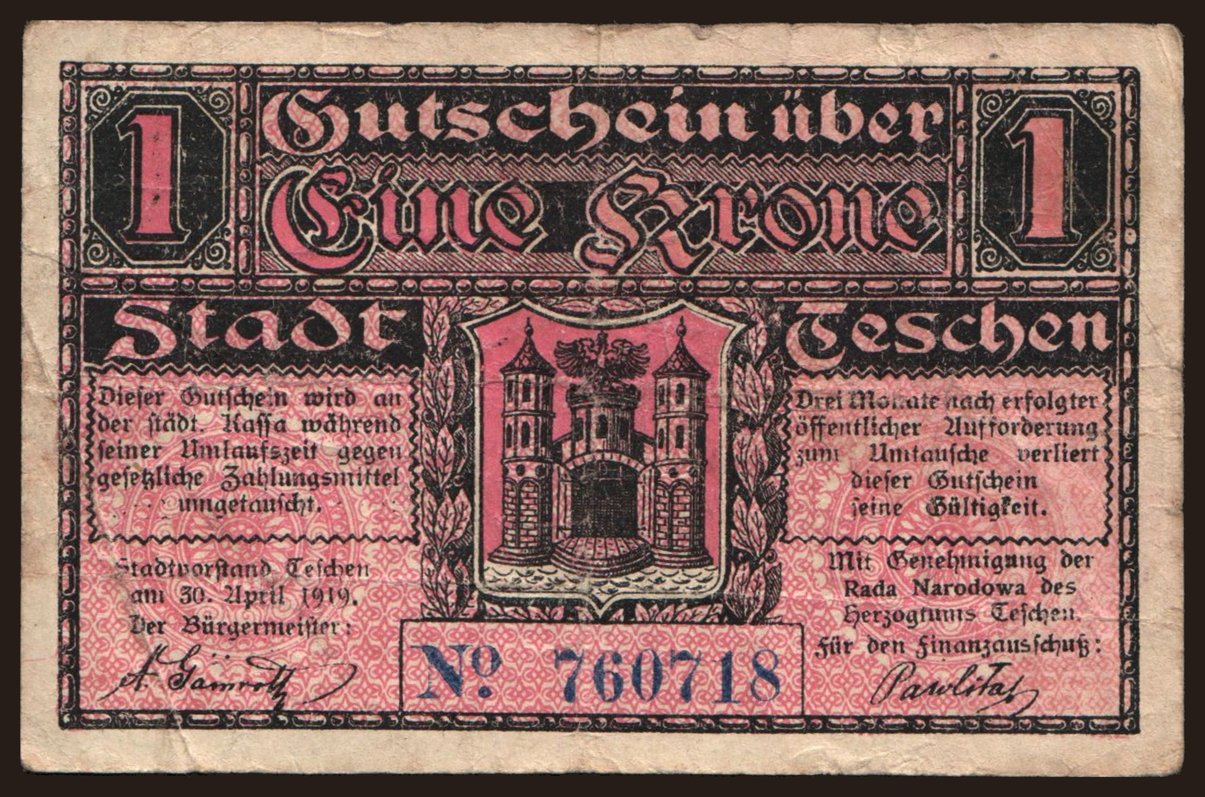 1
Gutschein über
1
Eine Krone
Stadt
Teschen
Dieser Gutschein wird an
der städt. Kassa während
seiner Umlaufszeit gegen
gesetzliche Zahlungsmittel
umgetauscht.
Drei Monate nach erfolgter
öffentlicher Aufforderung
zum Umtausche verliert
dieser Gutschein
seine Gültigkeit.
Stadtvorstand Teschen
am 30. April 1919.
Der Bürgermeister:
Mit Genehmigung der
Rada Narodowa des
Herzogtums Teschen.
Für den Finanzausschuß:
No. 760718